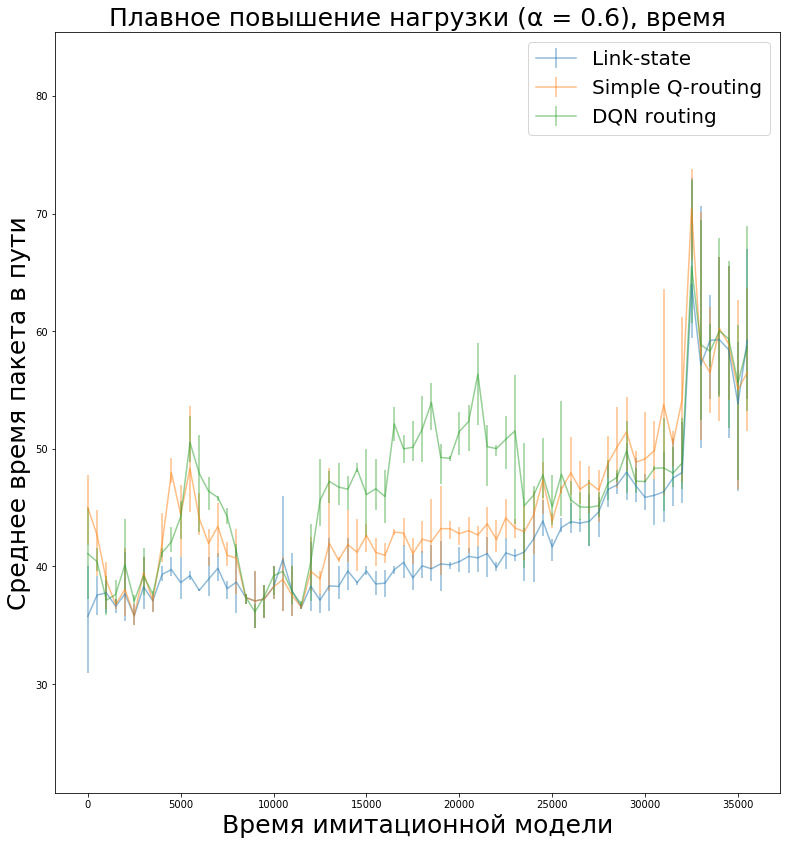 Плавное повышение нагрузки (α = 0.6), время
Link-state
Simple Q-routing
DQN routing
Среднее время пакета в пути
80
70
60
50
40
30
0 5000 10000 15000 20000 25000 30000 35000
Время имитационной модели